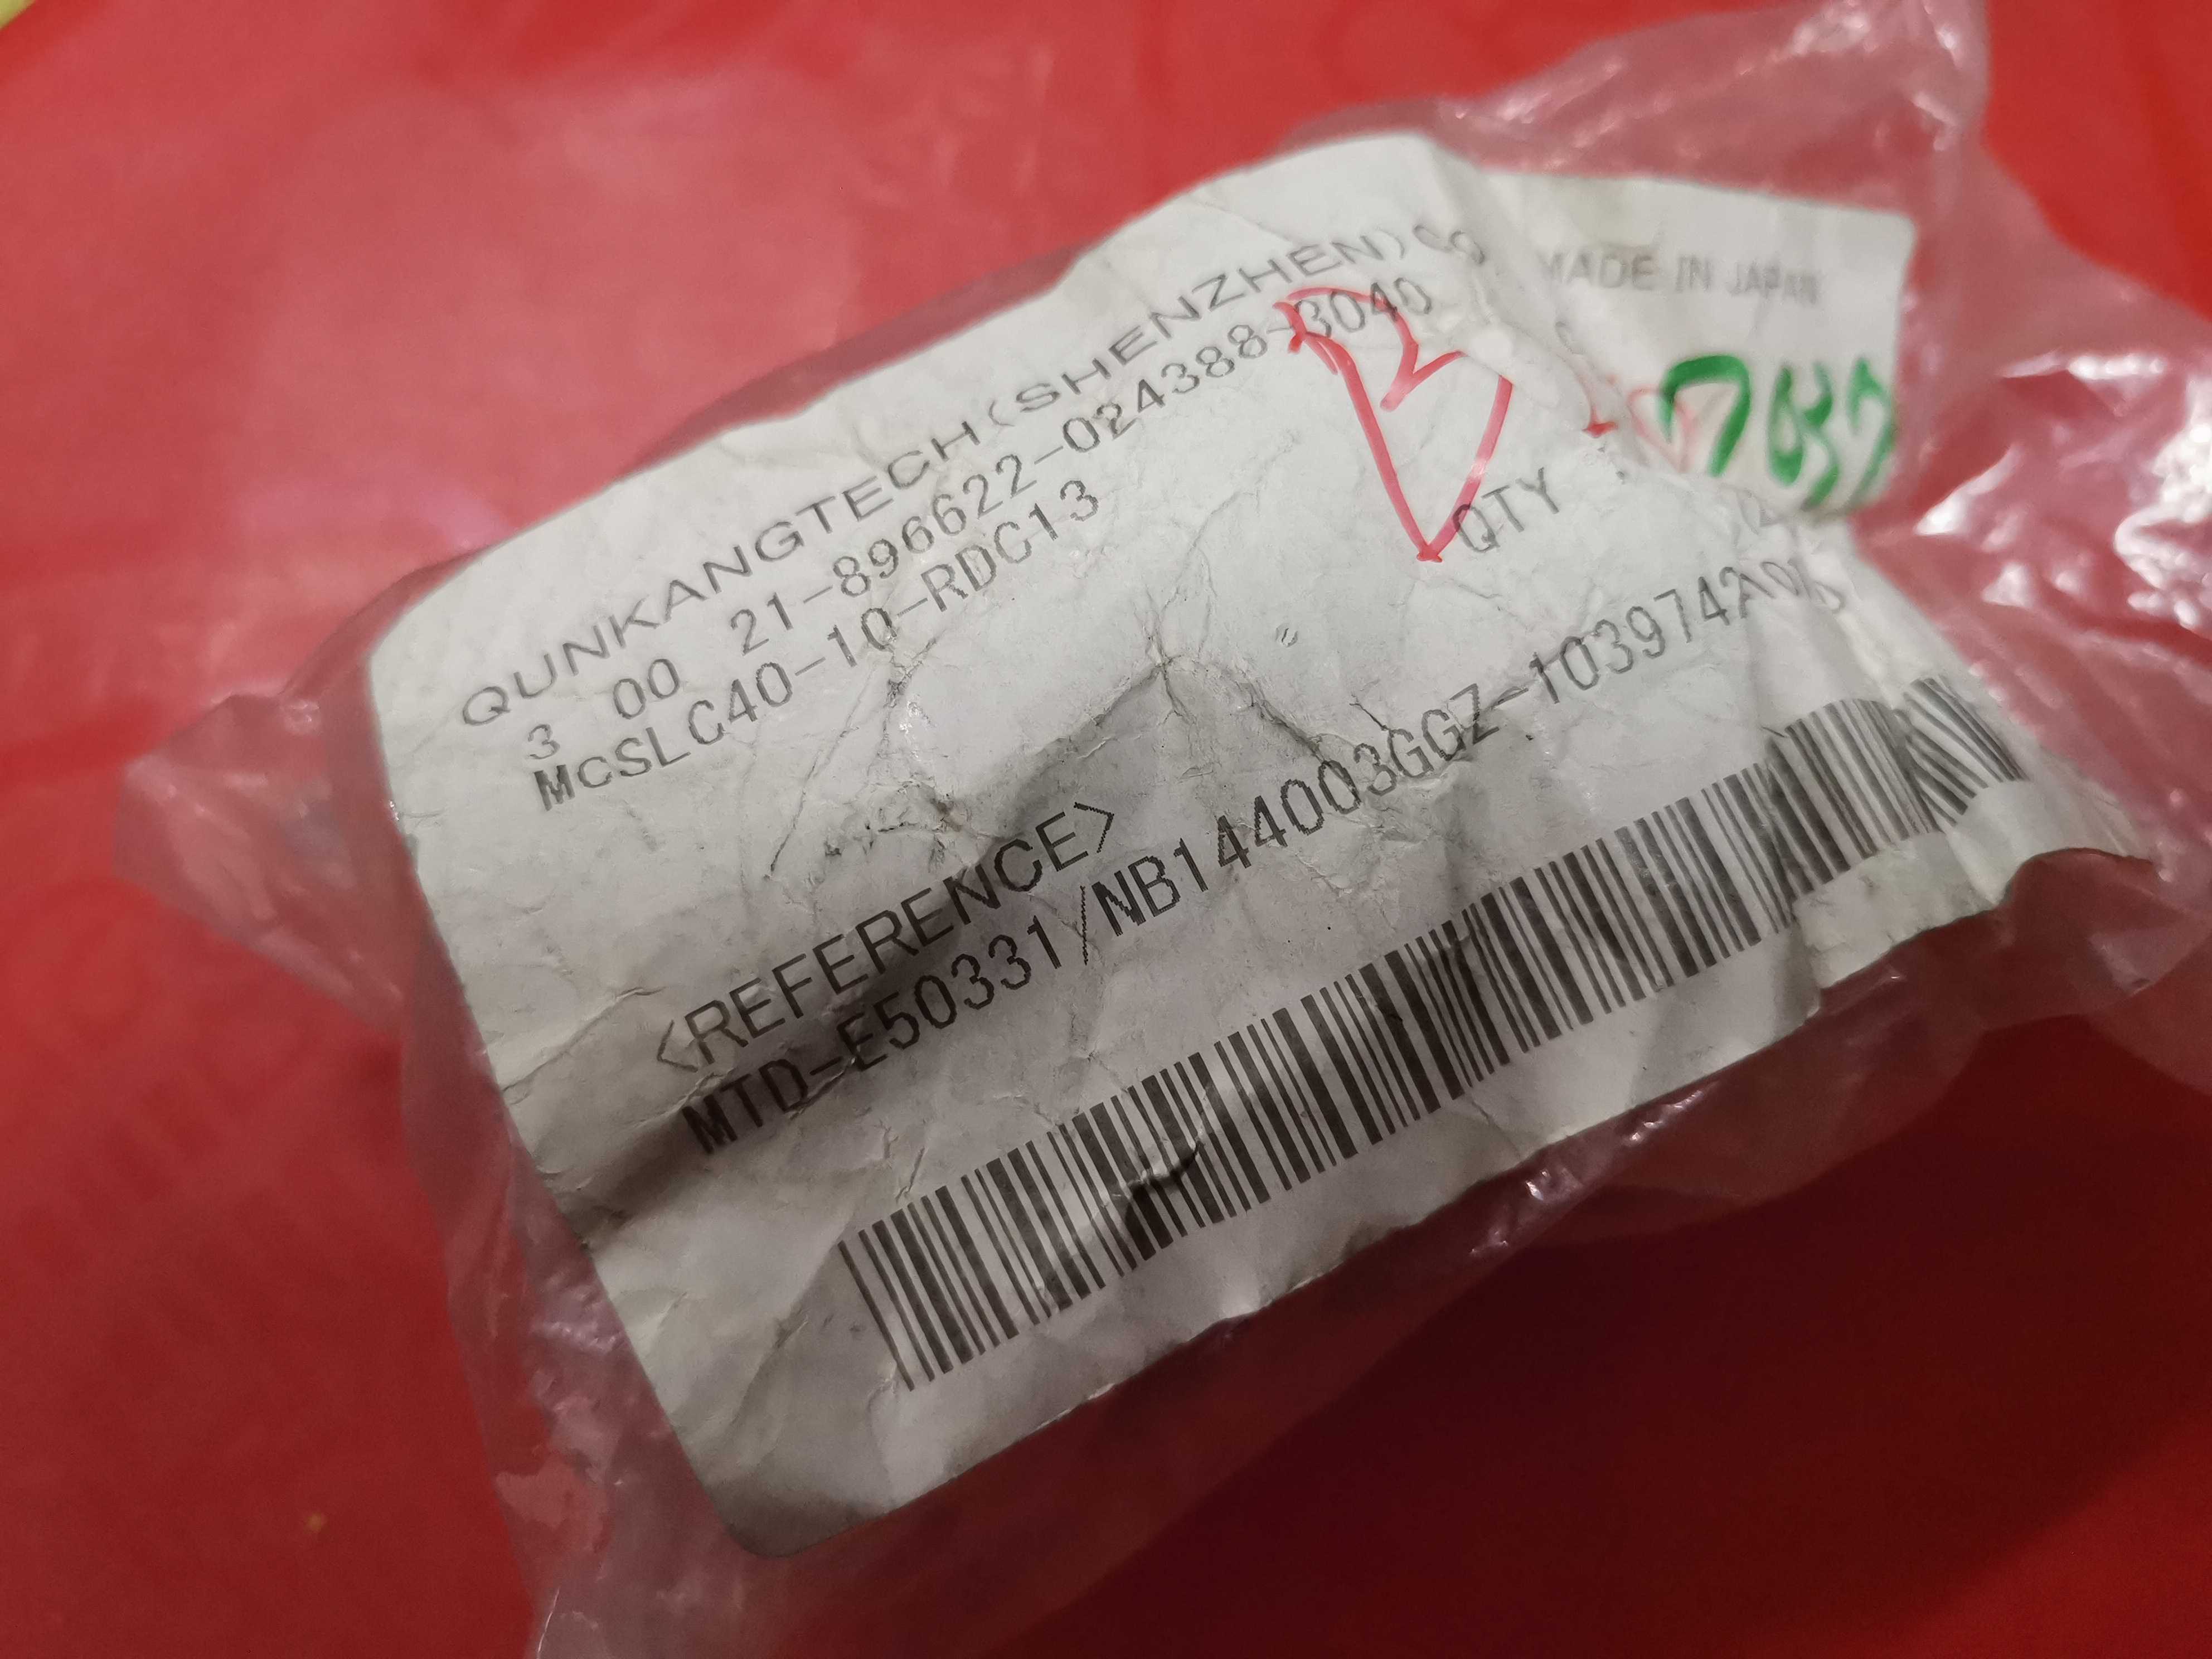 QUNKANGTECH(SHENZHEN)CO
MADE IN JAPAN
3 00 21-896622-024388-3040
McSLC40-10-RDC13
B
QTY
<REFERENCE>
MTD-E50331/NB144003GGZ-103974